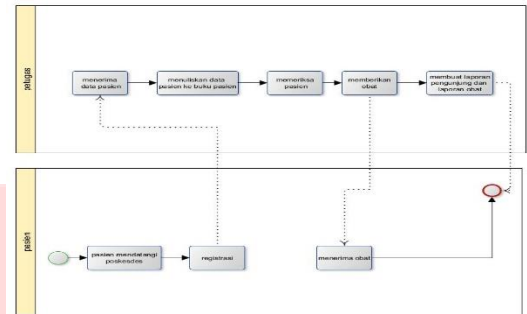 petugas
menerima
data pasien
menuliskan data
pasien ke buku pasien
memeriksa
pasien
memberikan
obat
membuat laporan
pengunjung dan
laporan obat
pasien
pasien mendatangi
poskesdes
registrasi
menerima obat